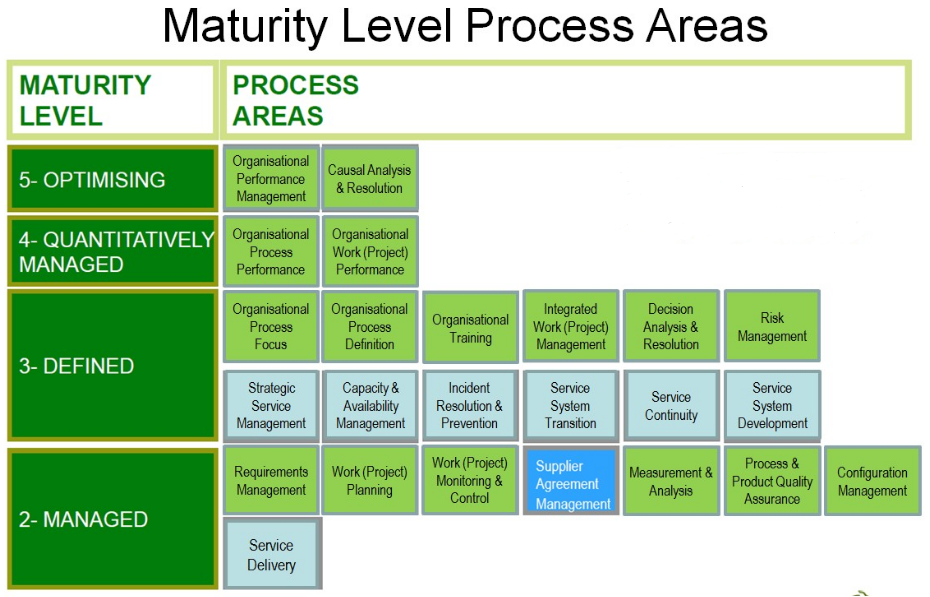 Maturity Level Process Areas
MATURITY
LEVEL
PROCESS
AREAS
5- OPTIMISING
Organisational
Performance
Management
Causal Analysis
& Resolution
4- QUANTITATIVELY
MANAGED
Organisational
Process
Performance
Organisational
Work (Project)
Performance
3- DEFINED
Organisational
Process
Focus
Organisational
Process
Definition
Organisational
Training
Integrated
Work (Project)
Management
Decision
Analysis &
Resolution
Risk
Management
Strategic
Service
Management
Capacity &
Availability
Management
Incident
Resolution &
Prevention
Service
System
Transition
Service
Continuity
Service
System
Development
2- MANAGED
Requirements
Management
Work (Project)
Planning
Work (Project)
Monitoring &
Control
Supplier
Agreement
Management
Measurement &
Analysis
Process &
Product Quality
Assurance
Configuration
Management
Service
Delivery